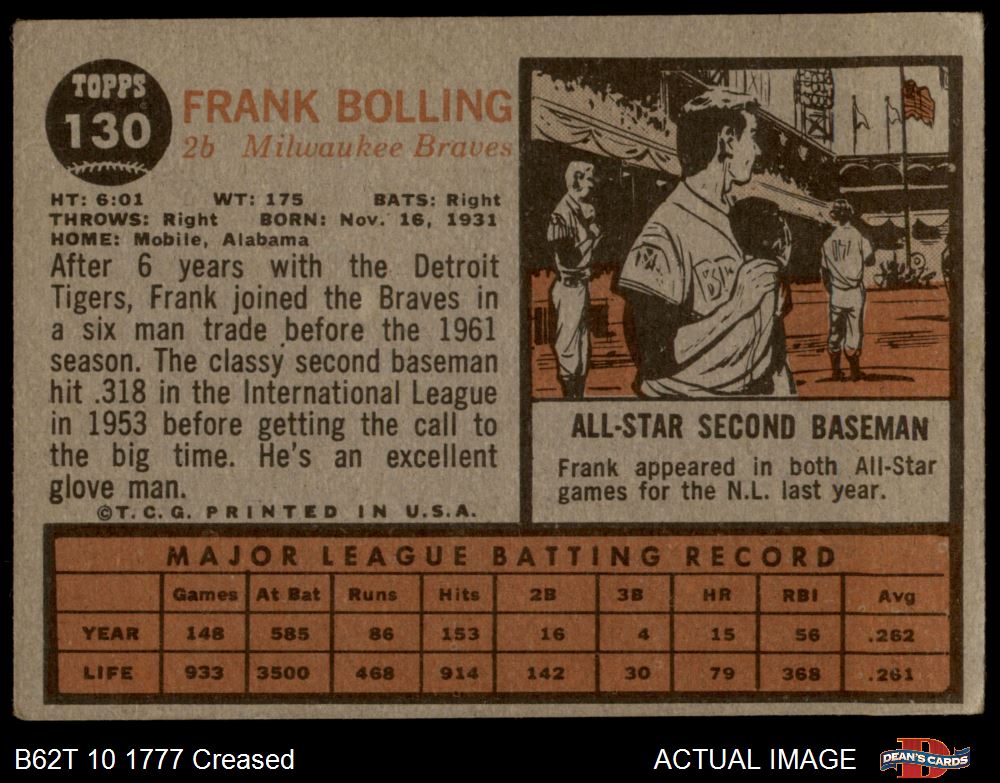 TOPPS
130
FRANK BOLLING
2b Milwaukee Braves
HT: 6:01 WT: 175 BATS: Right
THROWS: Right BORN: Nov. 16, 1931
HOME: Mobile, Alabama
After 6 years with the Detroit
Tigers, Frank joined the Braves in
a six man trade before the 1961
season. The classy second baseman
hit .318 in the International League
in 1953 before getting the call to
the big time. He's an excellent
glove man.
©T.C.G. PRINTED IN U.S.A.
ALL-STAR SECOND BASEMAN
Frank appeared in both All-Star
games for the N.L. last year.
MAJOR LEAGUE BATTING RECORD
Games At Bat Runs Hits 2B 3B HR RBI Avg
YEAR 148 585 86 153 16 4 15 56 .262
LIFE 933 3500 468 914 142 30 79 368 .261
B62T 10 1777 Creased
ACTUAL IMAGE
DEAN'S CARDS